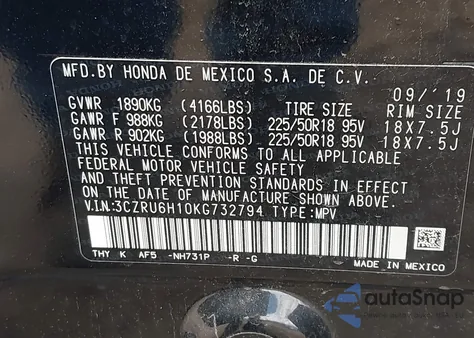 MFD.BY HONDA DE MEXICO S.A. DE C.V.
09/'19
GVWR 1890KG (4166LBS) TIRE SIZE RIM SIZE
GAWR F 988KG (2178LBS) 225/50R18 95V 18X7.5J
GAWR R 902KG (1988LBS) 225/50R18 95V 18X7.5J
THIS VEHICLE CONFORMS TO ALL APPLICABLE
FEDERAL MOTOR VEHICLE SAFETY
AND THEFT PREVENTION STANDARDS IN EFFECT
ON THE DATE OF MANUFACTURE SHOWN ABOVE.
V.I.N:3CZRU6H10KG732794 TYPE:MPV
THY K AF5 -NH731P -R -G
MADE IN MEXICO
autoSnap